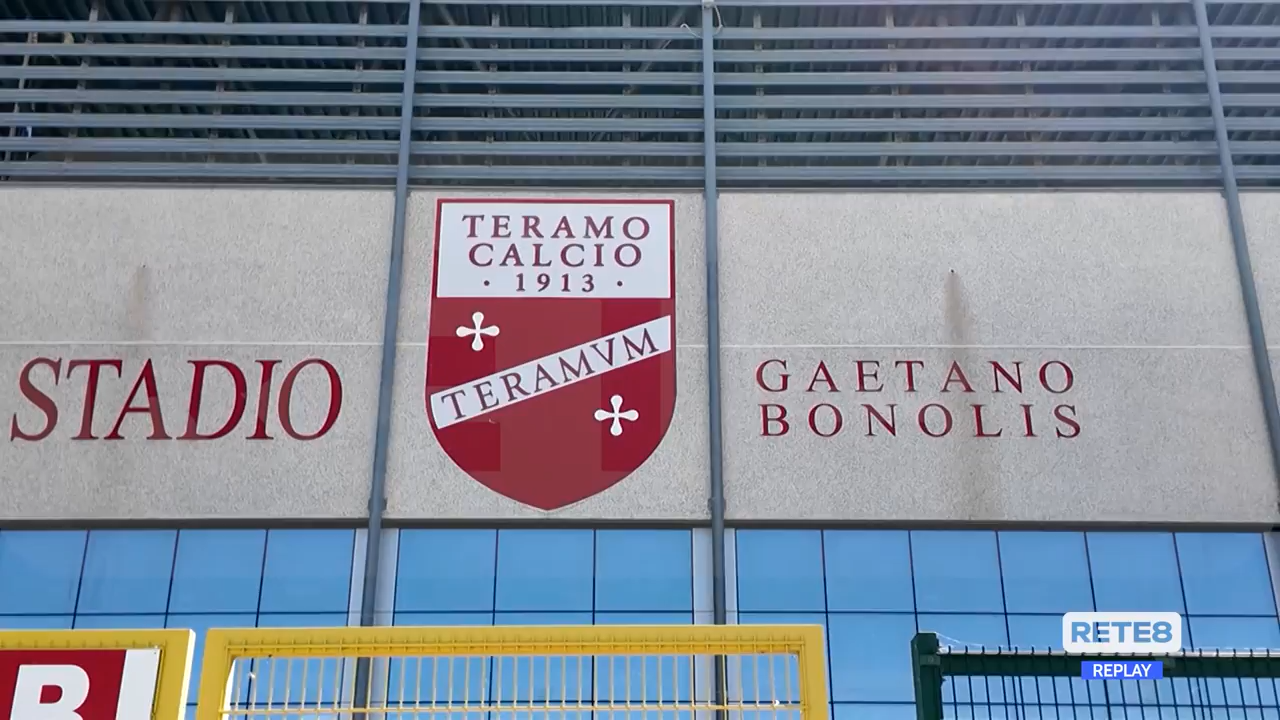 TERAMO
CALCIO
· 1913 ·
TERAMVM
STADIO
GAETANO
BONOLIS
B
RETE8
REPLAY